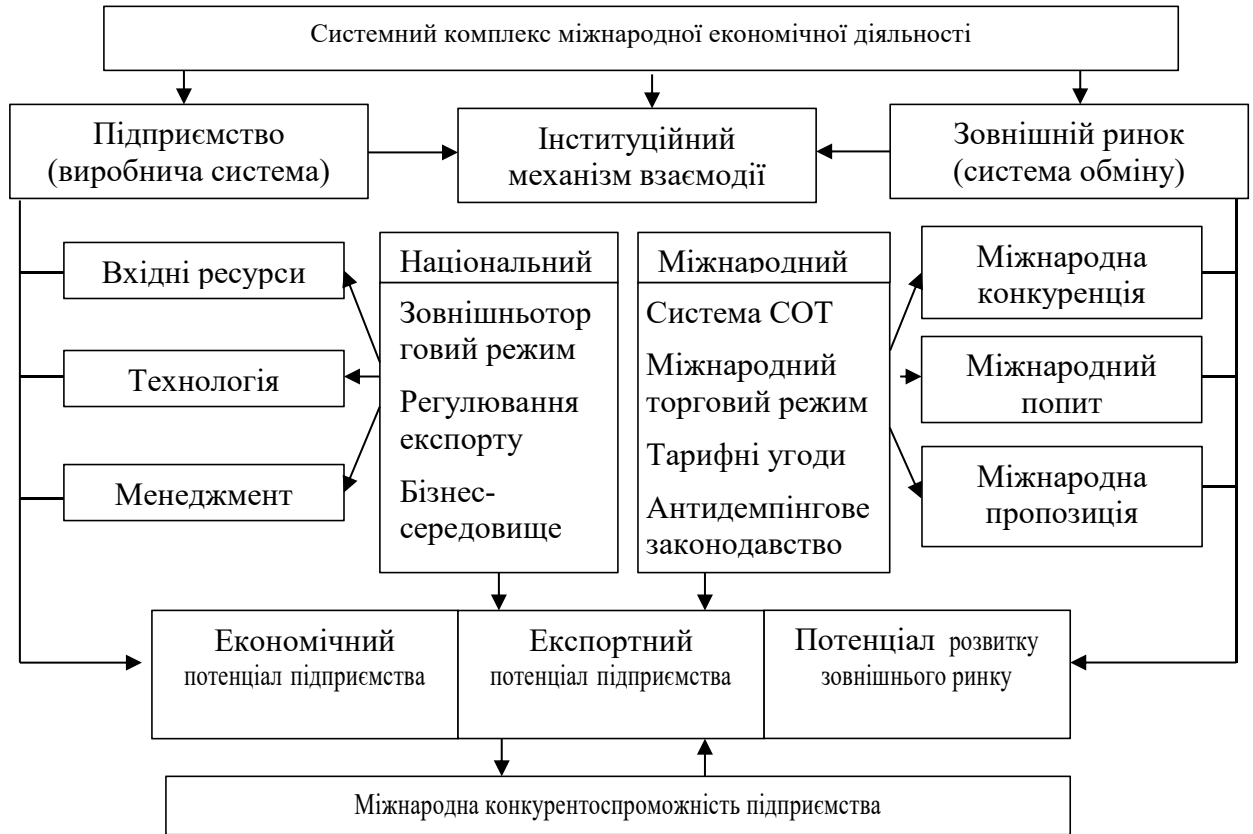 Системний комплекс міжнародної економічної діяльності
Підприємство
(виробнича система)
Інституційний
механізм взаємодії
Зовнішній ринок
(система обміну)
Вхідні ресурси
Технологія
Менеджмент
Національний
Зовнішньотор
говий режим
Регулювання
експорту
Бізнес-
середовище
Міжнародний
Система СОТ
Міжнародний
торговий режим
Тарифні угоди
Антидемпінгове
законодавство
Міжнародна
конкуренція
Міжнародний
попит
Міжнародна
пропозиція
Економічний
потенціал підприємства
Експортний
потенціал підприємства
Потенціал розвитку
зовнішнього ринку
Міжнародна конкурентоспроможність підприємства